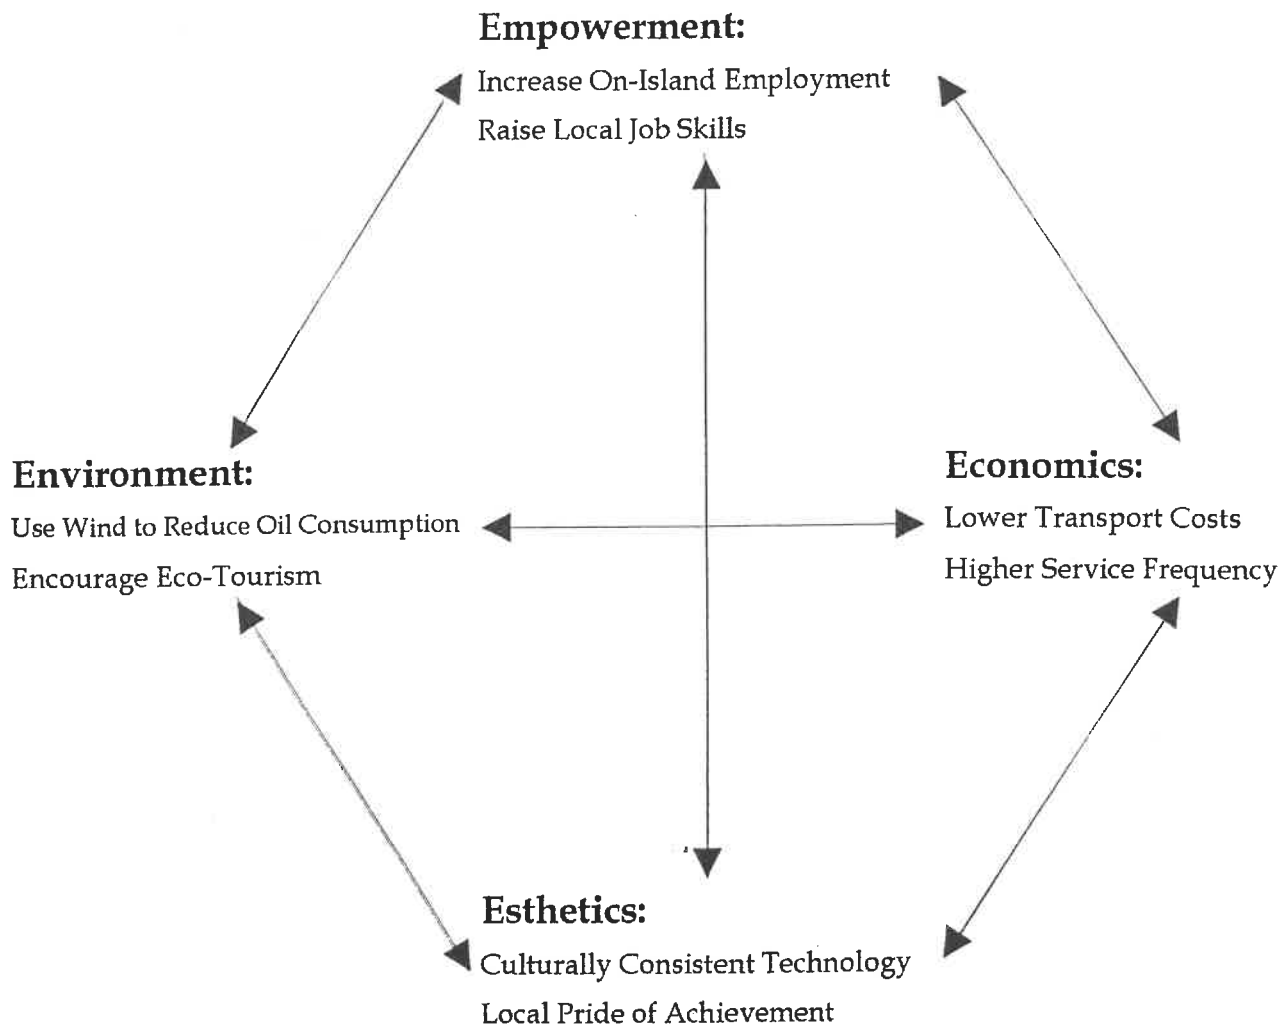 Empowerment:
Increase On-Island Employment
Raise Local Job Skills
Environment:
Use Wind to Reduce Oil Consumption
Encourage Eco-Tourism
Economics:
Lower Transport Costs
Higher Service Frequency
Esthetics:
Culturally Consistent Technology
Local Pride of Achievement